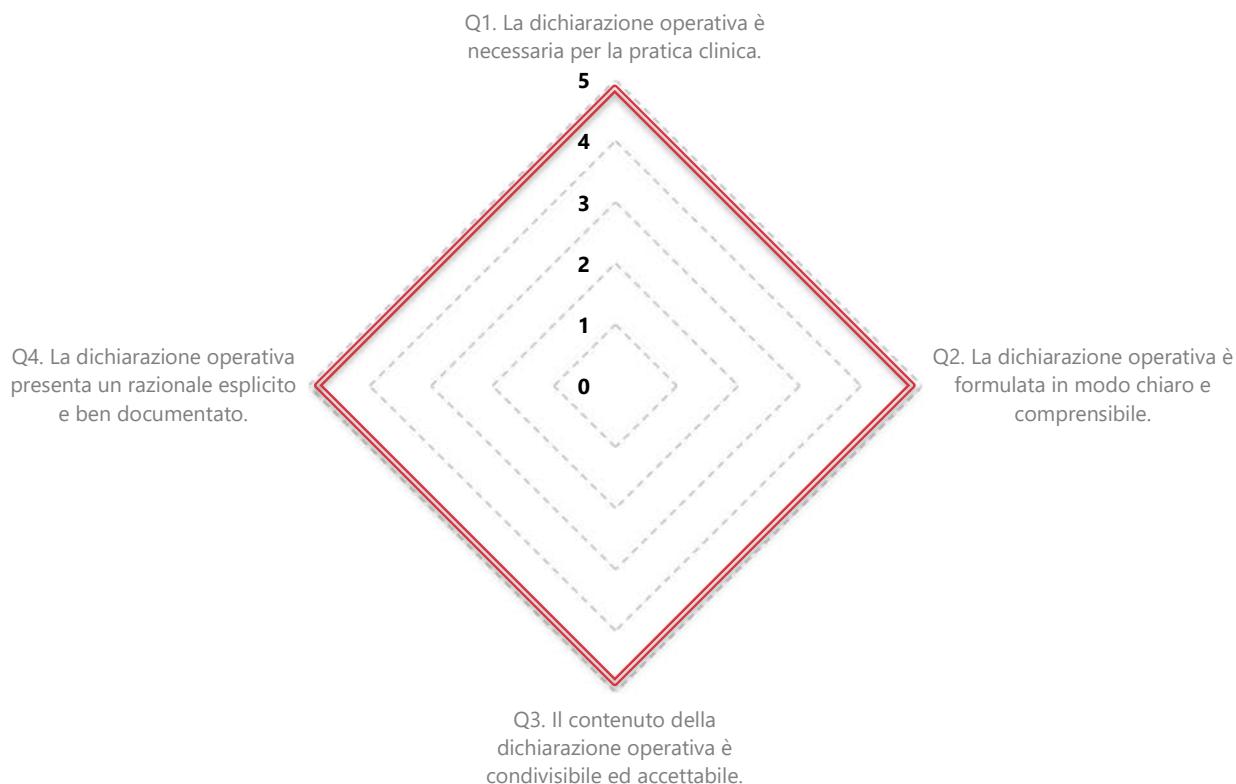 Q1. La dichiarazione operativa è
necessaria per la pratica clinica.
5
4
3
2
1
0
Q4. La dichiarazione operativa
presenta un razionale esplicito
e ben documentato.
Q2. La dichiarazione operativa è
formulata in modo chiaro e
comprensibile.
Q3. Il contenuto della
dichiarazione operativa è
condivisibile ed accettabile.